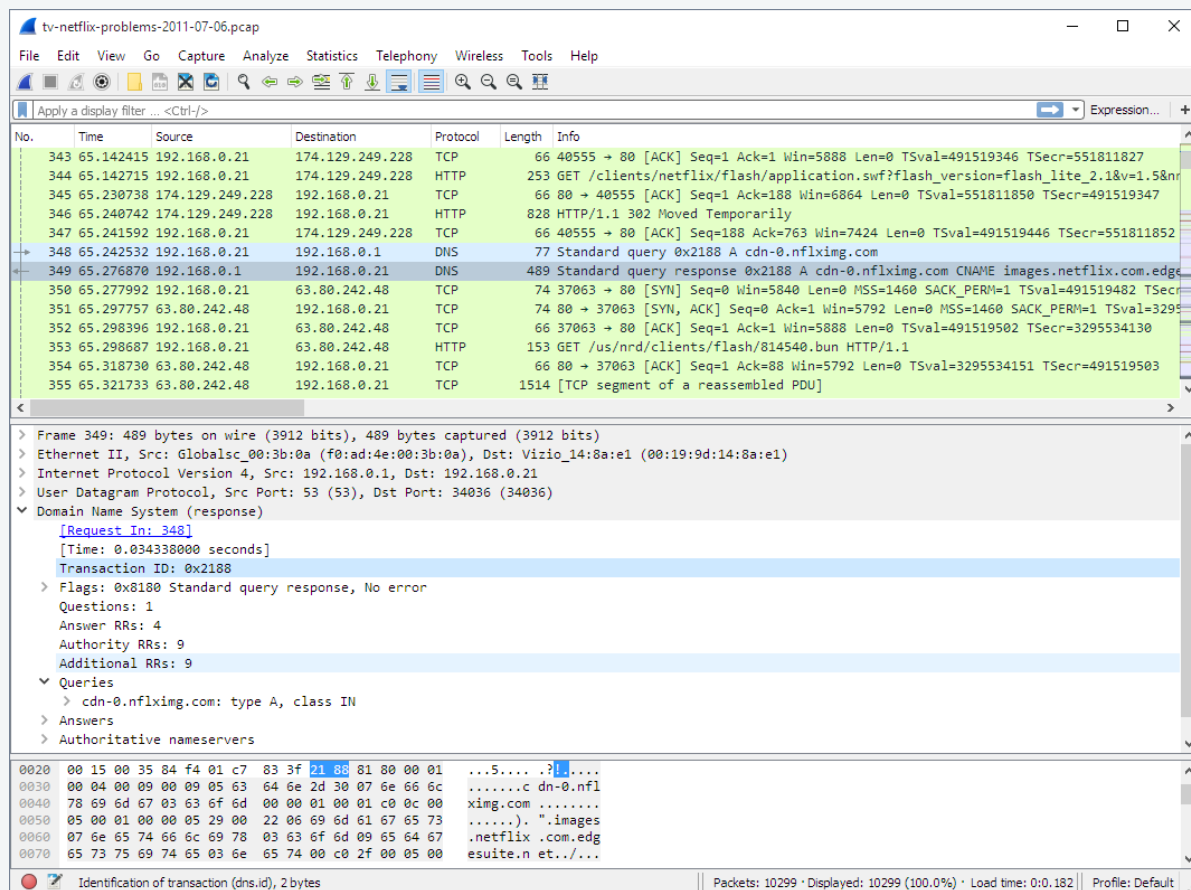 tv-netflix-problems-2011-07-06.pcap
File Edit View Go Capture Analyze Statistics Telephony Wireless Tools Help
Apply a display filter ... <Ctrl-/> Expression... +
No. Time Source Destination Protocol Length Info
343 65.142415 192.168.0.21 174.129.249.228 TCP 66 40555 → 80 [ACK] Seq=1 Ack=1 Win=5888 Len=0 TSval=491519346 TSecr=551811827
344 65.142715 192.168.0.21 174.129.249.228 HTTP 253 GET /clients/netflix/flash/application.swf?flash_version=flash_lite_2.1&v=1.5&nr
345 65.230738 174.129.249.228 192.168.0.21 TCP 66 80 → 40555 [ACK] Seq=1 Ack=188 Win=6864 Len=0 TSval=551811850 TSecr=491519347
346 65.240742 174.129.249.228 192.168.0.21 HTTP 828 HTTP/1.1 302 Moved Temporarily
347 65.241592 192.168.0.21 174.129.249.228 TCP 66 40555 → 80 [ACK] Seq=188 Ack=763 Win=7424 Len=0 TSval=491519446 TSecr=551811852
348 65.242532 192.168.0.21 192.168.0.1 DNS 77 Standard query 0x2188 A cdn-0.nflximg.com
349 65.276870 192.168.0.1 192.168.0.21 DNS 489 Standard query response 0x2188 A cdn-0.nflximg.com CNAME images.netflix.com.edge
350 65.277992 192.168.0.21 63.80.242.48 TCP 74 37063 → 80 [SYN] Seq=0 Win=5840 Len=0 MSS=1460 SACK_PERM=1 TSval=491519482 TSecr
351 65.297757 63.80.242.48 192.168.0.21 TCP 74 80 → 37063 [SYN, ACK] Seq=0 Ack=1 Win=5792 Len=0 MSS=1460 SACK_PERM=1 TSval=3295
352 65.298396 192.168.0.21 63.80.242.48 TCP 66 37063 → 80 [ACK] Seq=1 Ack=1 Win=5888 Len=0 TSval=491519502 TSecr=3295534130
353 65.298687 192.168.0.21 63.80.242.48 HTTP 153 GET /us/nrd/clients/flash/814540.bun HTTP/1.1
354 65.318730 63.80.242.48 192.168.0.21 TCP 66 80 → 37063 [ACK] Seq=1 Ack=88 Win=5792 Len=0 TSval=3295534151 TSecr=491519503
355 65.321733 63.80.242.48 192.168.0.21 TCP 1514 [TCP segment of a reassembled PDU]
Frame 349: 489 bytes on wire (3912 bits), 489 bytes captured (3912 bits)
Ethernet II, Src: Globalsc_00:3b:0a (f0:ad:4e:00:3b:0a), Dst: Vizio_14:8a:e1 (00:19:9d:14:8a:e1)
Internet Protocol Version 4, Src: 192.168.0.1, Dst: 192.168.0.21
User Datagram Protocol, Src Port: 53 (53), Dst Port: 34036 (34036)
Domain Name System (response)
[Request In: 348]
[Time: 0.034338000 seconds]
Transaction ID: 0x2188
Flags: 0x8180 Standard query response, No error
Questions: 1
Answer RRs: 4
Authority RRs: 9
Additional RRs: 9
Queries
cdn-0.nflximg.com: type A, class IN
Answers
Authoritative nameservers
0020 00 15 00 35 84 f4 01 c7 83 3f 21 88 81 80 00 01 ...5.... .?!.....
0030 00 04 00 09 00 09 05 63 64 6e 2d 30 07 6e 66 6c .......c dn-0.nfl
0040 78 69 6d 67 03 63 6f 6d 00 00 01 00 01 c0 0c 00 ximg.com ........
0050 05 00 01 00 00 05 29 00 22 06 69 6d 61 67 65 73 ......). ".images
0060 07 6e 65 74 66 6c 69 78 03 63 6f 6d 09 65 64 67 .netflix .com.edg
0070 65 73 75 69 74 65 03 6e 65 74 00 c0 2f 00 05 00 esuite.n et../...
Identification of transaction (dns.id), 2 bytes Packets: 10299 · Displayed: 10299 (100.0%) · Load time: 0:0.182 Profile: Default